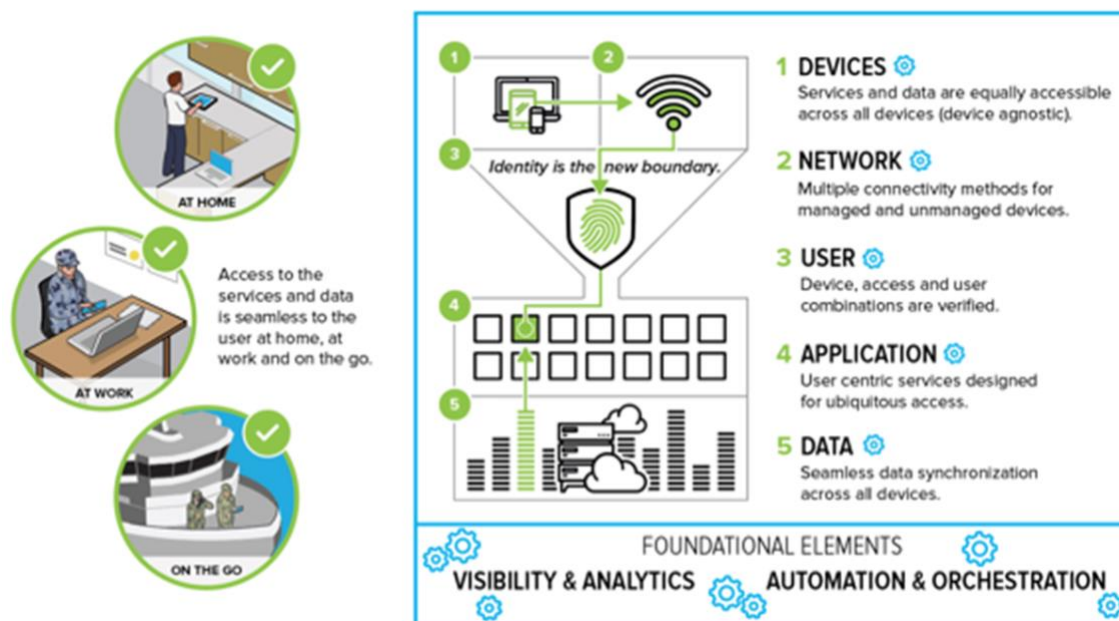 AT HOME
AT WORK
Access to the
services and data
is seamless to the
user at home, at
work and on the go.
ON THE GO
1
2
3
Identity is the new boundary.
4
5
1 DEVICES
Services and data are equally accessible
across all devices (device agnostic).
2 NETWORK
Multiple connectivity methods for
managed and unmanaged devices.
3 USER
Device, access and user
combinations are verified.
4 APPLICATION
User centric services designed
for ubiquitous access.
5 DATA
Seamless data synchronization
across all devices.
FOUNDATIONAL ELEMENTS
VISIBILITY & ANALYTICS
AUTOMATION & ORCHESTRATION